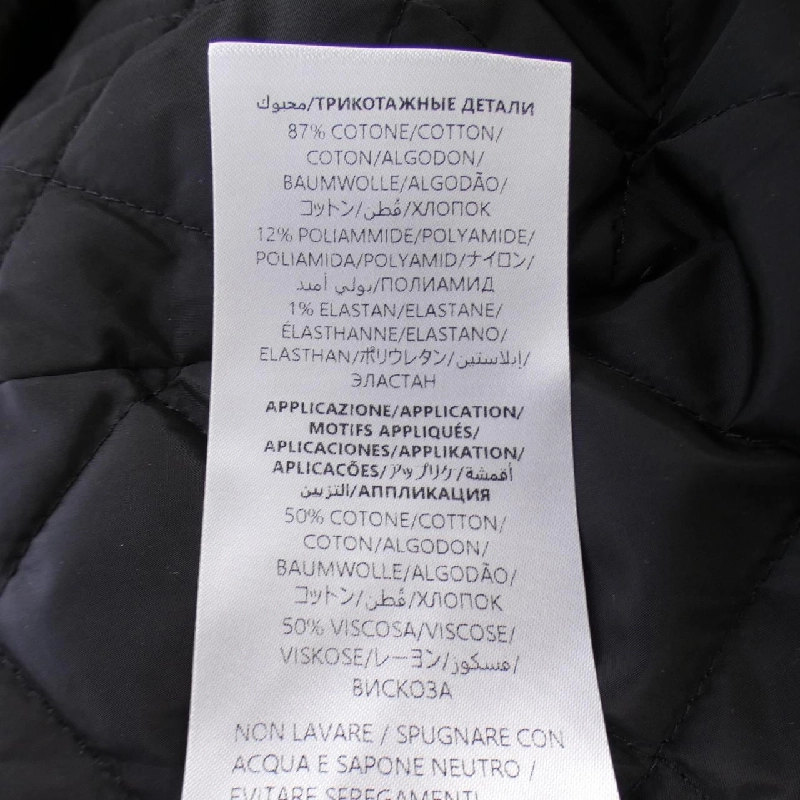 محبوك/ТРИКОТАЖНЫЕ ДЕТАЛИ
87% COTONE/COTTON/
COTON/ALGODON/
BAUMWOLLE/ALGODÃO/
コットン/قُطن/ХЛОПОК
12% POLIAMMIDE/POLYAMIDE/
POLIAMIDA/POLYAMID/ナイロン/
بولي أميد/ПОЛИАМИД
1% ELASTAN/ELASTANE/
ÉLASTHANNE/ELASTANO/
ELASTHAN/ポリウレタン/إيلاستين/
ЭЛАСТАН
APPLICAZIONE/APPLICATION/
MOTIFS APPLIQUÉS/
APLICACIONES/APPLIKATION/
APLICAÇÕES/アップリケ/أقمشة
التزيين/АППЛИКАЦИЯ
50% COTONE/COTTON/
COTON/ALGODON/
BAUMWOLLE/ALGODÃO/
コットン/قُطن/ХЛОПОК
50% VISCOSA/VISCOSE/
VISKOSE/レーヨン/فسكوز/
ВИСКОЗА
NON LAVARE / SPUGNARE CON
ACQUA E SAPONE NEUTRO /
EVITARE SFREGAMENTI